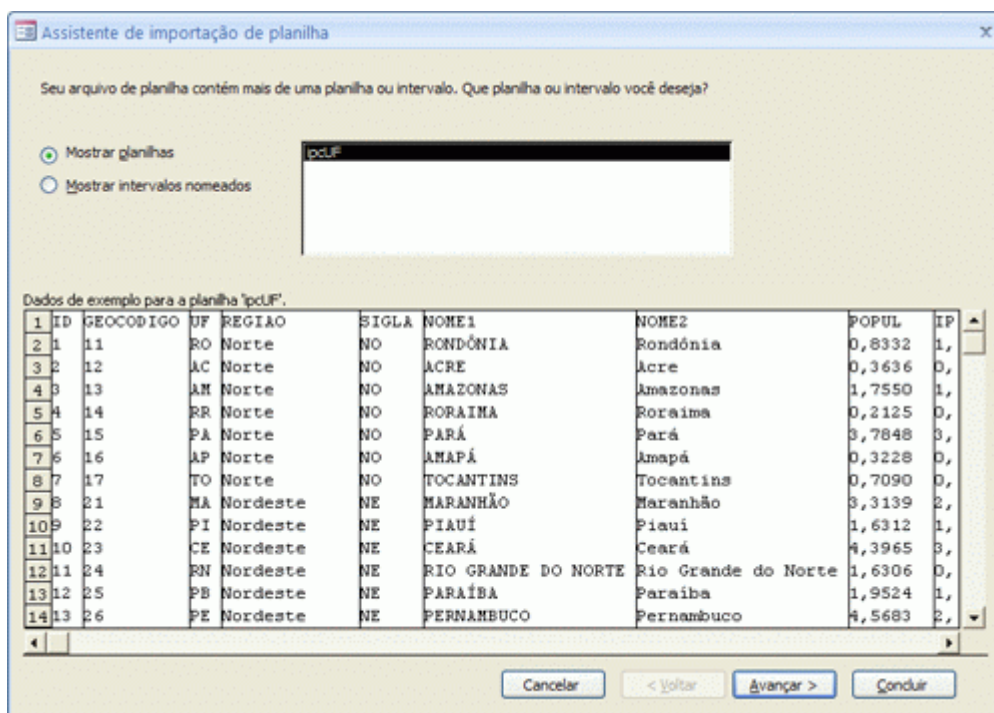 Assistente de importação de planilha
Seu arquivo de planilha contém mais de uma planilha ou intervalo. Que planilha ou intervalo você deseja?
Mostrar planilhas
Mostrar intervalos nomeados
ipcUF
Dados de exemplo para a planilha 'ipcUF'.
1 ID GEOCODIGO UF REGIAO SIGLA NOME1 NOME2 POPUL IP
2 1 11 RO Norte NO RONDÔNIA Rondônia 0,8332 1,
3 2 12 AC Norte NO ACRE Acre 0,3636 0,
4 3 13 AM Norte NO AMAZONAS Amazonas 1,7550 1,
5 4 14 RR Norte NO RORAIMA Roraima 0,2125 0,
6 5 15 PA Norte NO PARÁ Pará 3,7848 3,
7 6 16 AP Norte NO AMAPÁ Amapá 0,3228 0,
8 7 17 TO Norte NO TOCANTINS Tocantins 0,7090 0,
9 8 21 MA Nordeste NE MARANHÃO Maranhão 3,3139 2,
10 9 22 PI Nordeste NE PIAUÍ Piauí 1,6312 1,
11 10 23 CE Nordeste NE CEARÁ Ceará 4,3965 3,
12 11 24 RN Nordeste NE RIO GRANDE DO NORTE Rio Grande do Norte 1,6306 0,
13 12 25 PB Nordeste NE PARAÍBA Paraíba 1,9524 1,
14 13 26 PE Nordeste NE PERNAMBUCO Pernambuco 4,5683 2,
Cancelar < Voltar Avançar > Concluir